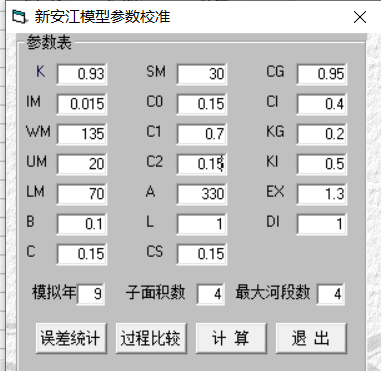 新安江模型参数校准
参数表
K 0.93 SM 30 CG 0.95
IM 0.015 C0 0.15 CI 0.4
WM 135 C1 0.7 KG 0.2
UM 20 C2 0.15 KI 0.5
LM 70 A 330 EX 1.3
B 0.1 L 1 DI 1
C 0.15 CS 0.15
模拟年 9 子面积数 4 最大河段数 4
误差统计 过程比较 计 算 退 出